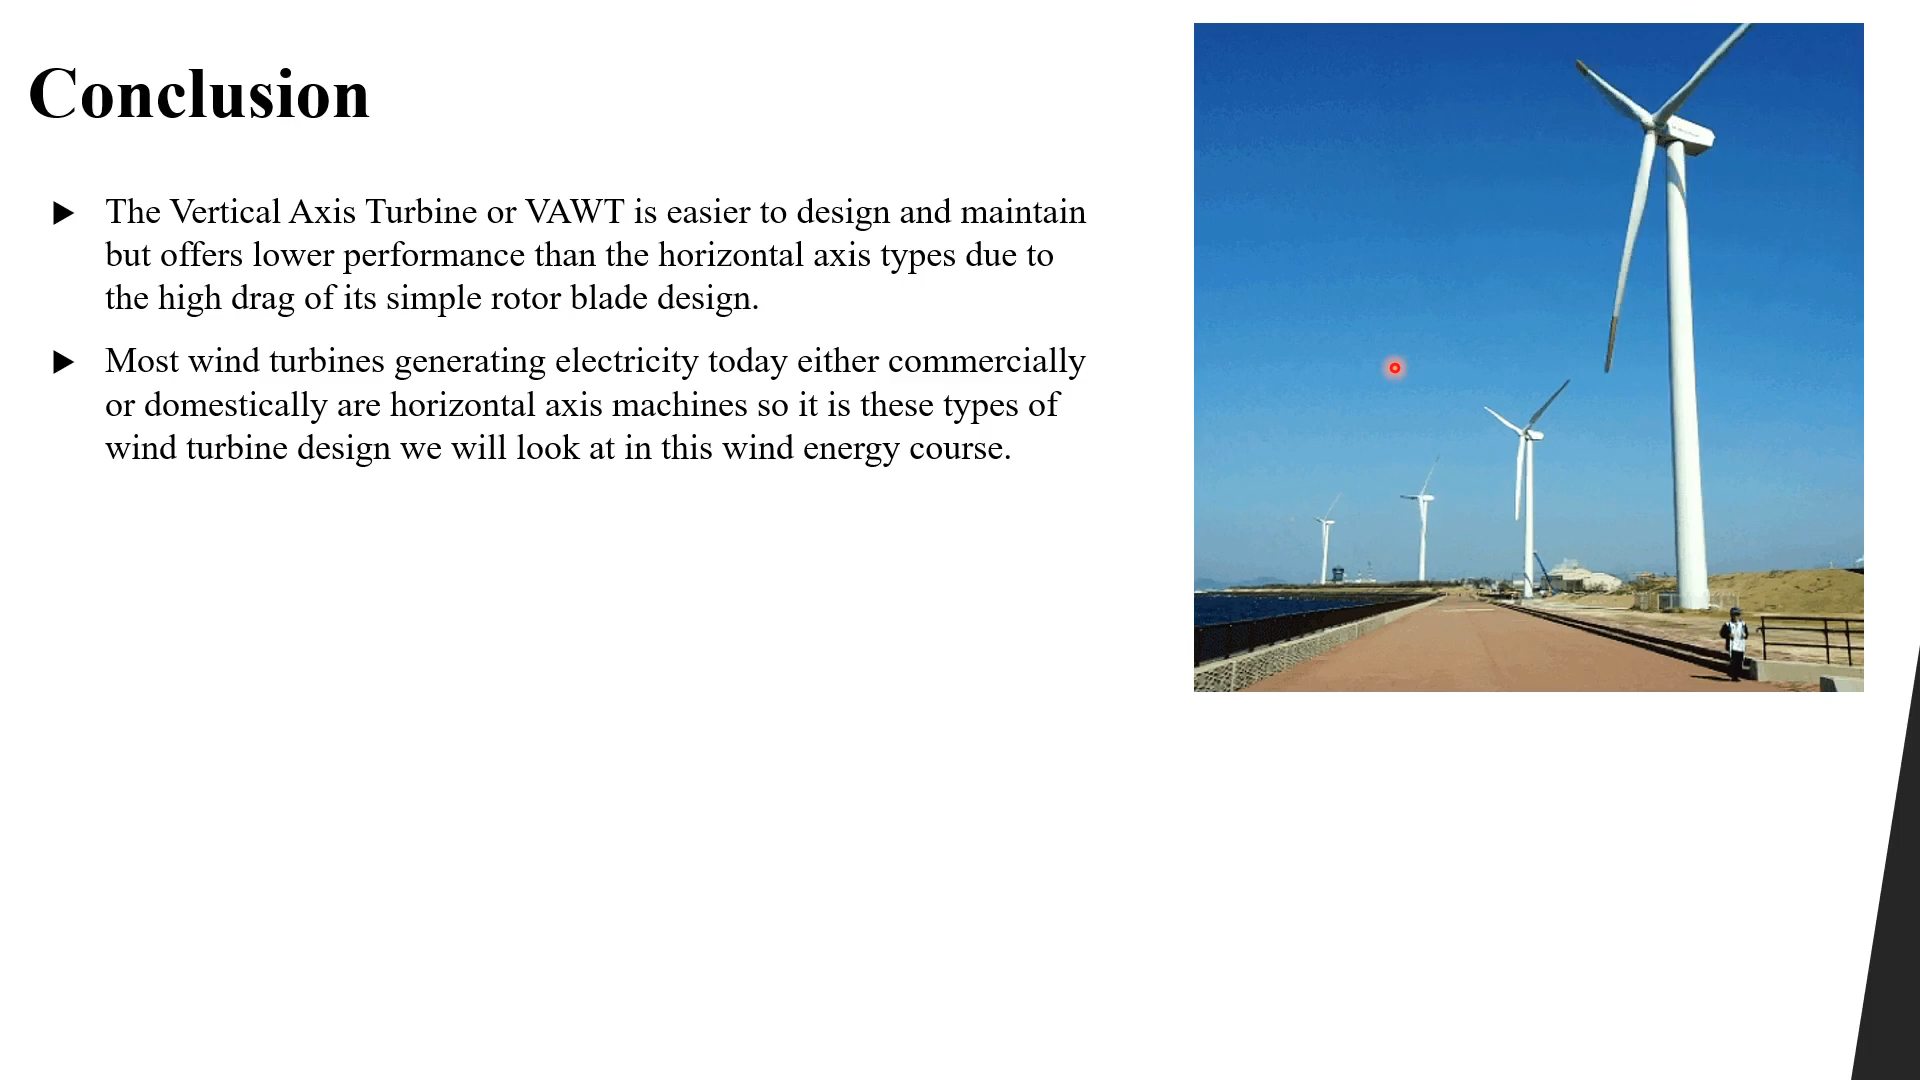 Conclusion
The Vertical Axis Turbine or VAWT is easier to design and maintain
but offers lower performance than the horizontal axis types due to
the high drag of its simple rotor blade design.
Most wind turbines generating electricity today either commercially
or domestically are horizontal axis machines so it is these types of
wind turbine design we will look at in this wind energy course.